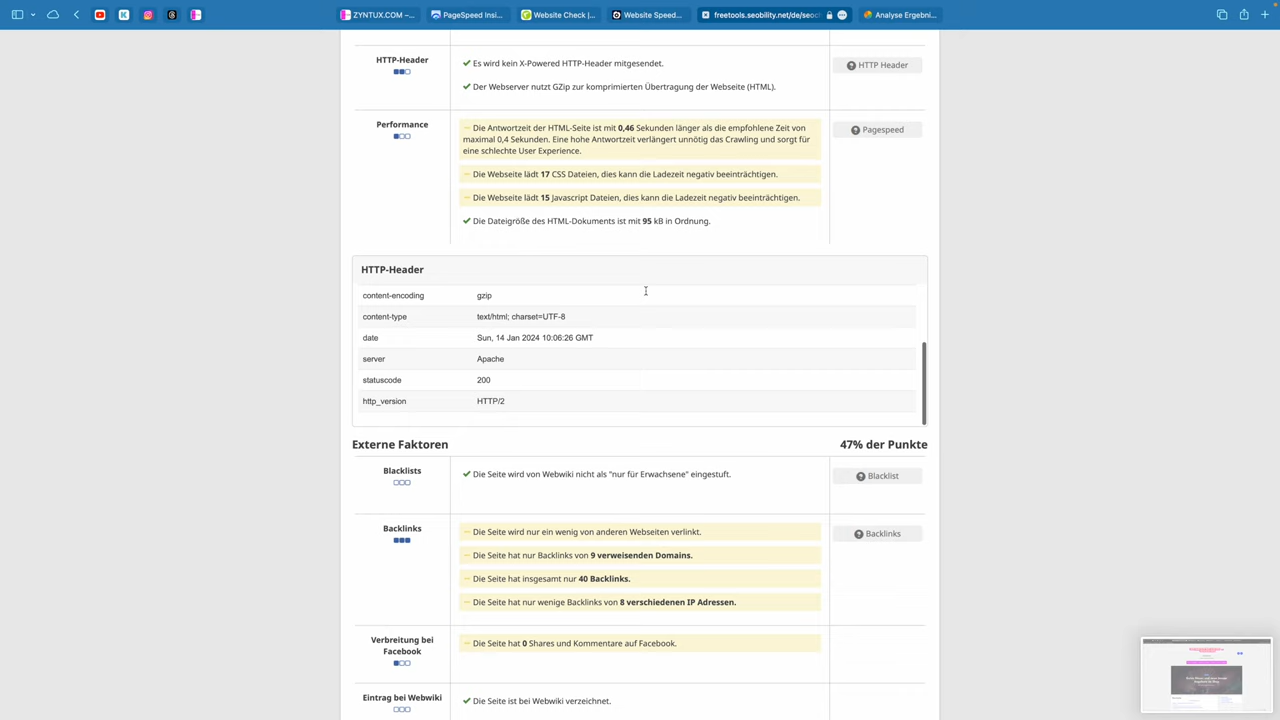 ZYNTUX.COM –...
PageSpeed Insi...
Website Check |...
Website Speed...
freetools.seobility.net/de/seoch
Analyse Ergebni...
HTTP-Header
Es wird kein X-Powered HTTP-Header mitgesendet.
HTTP Header
Der Webserver nutzt GZip zur komprimierten Übertragung der Webseite (HTML).
Performance
Die Antwortzeit der HTML-Seite ist mit 0,46 Sekunden länger als die empfohlene Zeit von
maximal 0,4 Sekunden. Eine hohe Antwortzeit verlängert unnötig das Crawling und sorgt für
eine schlechte User Experience.
Pagespeed
Die Webseite lädt 17 CSS Dateien, dies kann die Ladezeit negativ beeinträchtigen.
Die Webseite lädt 15 Javascript Dateien, dies kann die Ladezeit negativ beeinträchtigen.
Die Dateigröße des HTML-Dokuments ist mit 95 kB in Ordnung.
HTTP-Header
content-encoding gzip
content-type text/html; charset=UTF-8
date Sun, 14 Jan 2024 10:06:26 GMT
server Apache
statuscode 200
http_version HTTP/2
Externe Faktoren 47% der Punkte
Blacklists
Die Seite wird von Webwiki nicht als "nur für Erwachsene" eingestuft.
Blacklist
Backlinks
Die Seite wird nur ein wenig von anderen Webseiten verlinkt.
Backlinks
Die Seite hat nur Backlinks von 9 verweisenden Domains.
Die Seite hat insgesamt nur 40 Backlinks.
Die Seite hat nur wenige Backlinks von 8 verschiedenen IP Adressen.
Verbreitung bei
Facebook
Die Seite hat 0 Shares und Kommentare auf Facebook.
Eintrag bei Webwiki
Die Seite ist bei Webwiki verzeichnet.